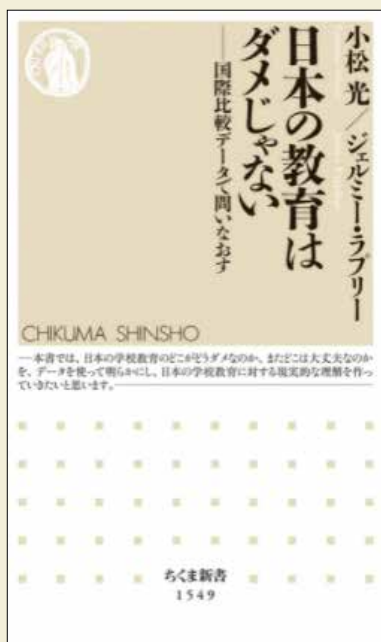 小松 光/ジェルミー・ラプリー
日本の教育は
ダメじゃない
——国際比較データで問いなおす
CHIKUMA SHINSHO
—本書では、日本の学校教育のどこがどうダメなのか、またどこは大丈夫なのか
を、データを使って明らかにし、日本の学校教育に対する現実的な理解を作っ
ていきたいと思います。—
ちくま新書
1549